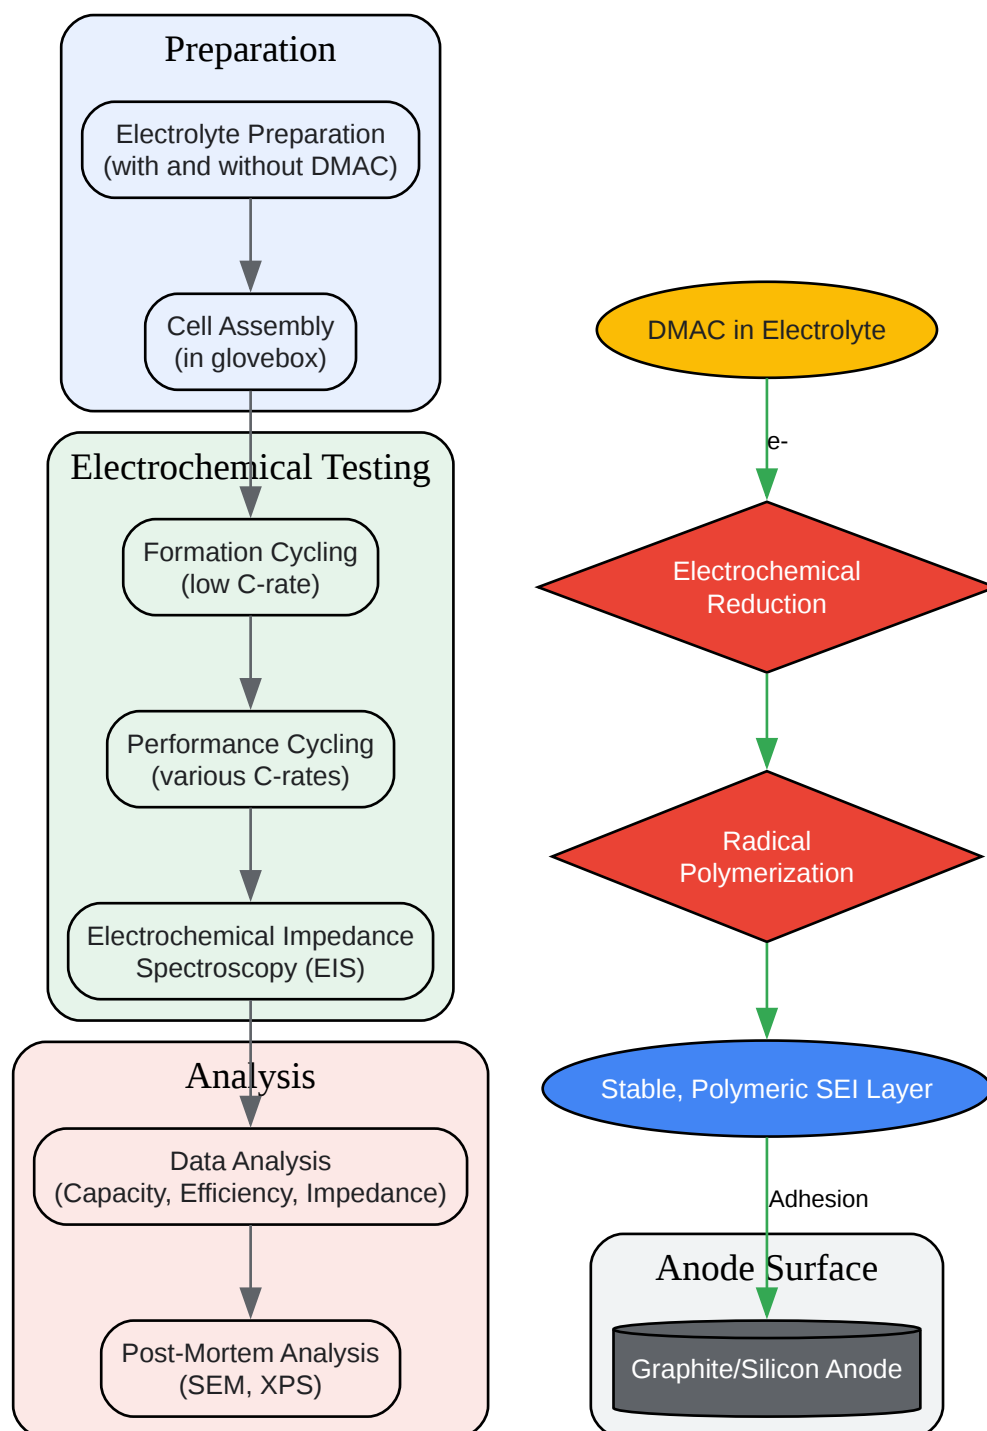 Preparation
Electrolyte Preparation
(with and without DMAC)
Cell Assembly
(in glovebox)
Electrochemical Testing
Formation Cycling
(low C-rate)
Performance Cycling
(various C-rates)
Electrochemical Impedance
Spectroscopy (EIS)
Analysis
Data Analysis
(Capacity, Efficiency, Impedance)
Post-Mortem Analysis
(SEM, XPS)
DMAC in Electrolyte
e-
Electrochemical
Reduction
Radical
Polymerization
Stable, Polymeric SEI Layer
Adhesion
Anode Surface
Graphite/Silicon Anode